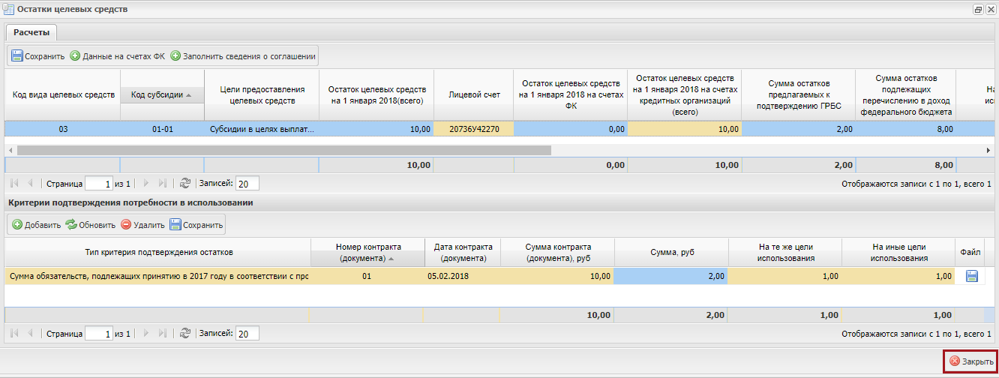 Остатки целевых средств
Расчеты
Сохранить Данные на счетах ФК Заполнить сведения о соглашении
Код вида целевых средств
Код субсидии
Цели предоставления
целевых средств
Остаток целевых средств
на 1 января 2018(всего)
Лицевой счет
Остаток целевых средств
на 1 января 2018 на счетах
ФК
Остаток целевых средств
на 1 января 2018 на счетах
кредитных организаций
(всего)
Сумма остатков
предлагаемых к
подтверждению ГРБС
Сумма остатков
подлежащих
перечислению в доход
федерального бюджета
На
испо
03 01-01 Субсидии в целях выплат... 10,00 20736У42270 0,00 10,00 2,00 8,00
10,00 0,00 10,00 2,00 8,00
Страница 1 из 1 Записей: 20 Отображаются записи с 1 по 1, всего 1
Критерии подтверждения потребности в использовании
Добавить Обновить Удалить Сохранить
Тип критерия подтверждения остатков
Номер контракта
(документа)
Дата контракта
(документа)
Сумма контракта
(документа), руб
Сумма, руб
На те же цели
использования
На иные цели
использования
Файл
Сумма обязательств, подлежащих принятию в 2017 году в соответствии с прс 01 05.02.2018 10,00 2,00 1,00 1,00
10,00 2,00 1,00 1,00
Страница 1 из 1 Записей: 20 Отображаются записи с 1 по 1, всего 1
Закрыть